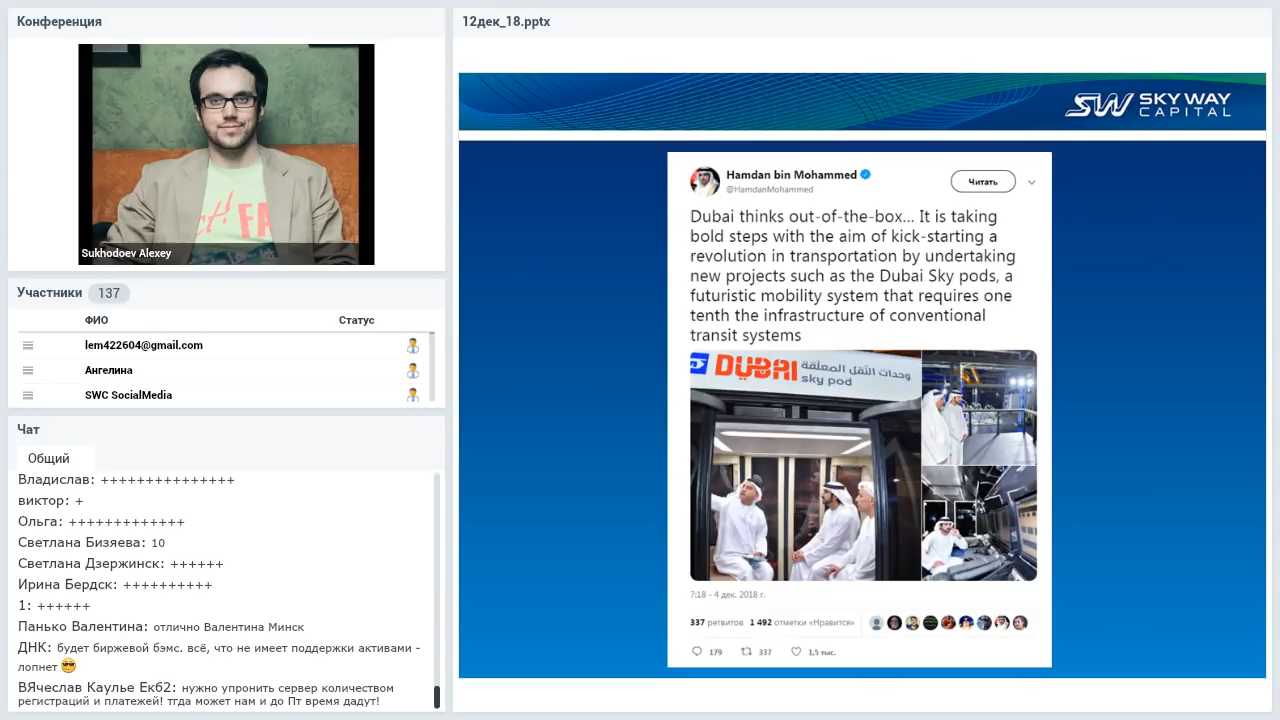 Конференция
Sukhodoev Alexey
Участники 137
ФИО Статус
lem422604@gmail.com
Ангелина
SWC SocialMedia
Чат
Общий
Владислав: +++++++++++++++
виктор: +
Ольга: +++++++++++++
Светлана Бизяева: 10
Светлана Дзержинск: ++++++
Ирина Бердск: ++++++++++
1: ++++++
Панько Валентина: отлично Валентина Минск
ДНК: будет биржевой бэмс. всё, что не имеет поддержки активами -
лопнет 😎
ВЯчеслав Каулье Екб2: нужно упронить сервер количеством
регистраций и платежей! тгда может нам и до Пт время дадут!
12дек_18.pptx
SW SKY WAY
CAPITAL
Hamdan bin Mohammed
@HamdanMohammed
Читать
Dubai thinks out-of-the-box... It is taking
bold steps with the aim of kick-starting a
revolution in transportation by undertaking
new projects such as the Dubai Sky pods, a
futuristic mobility system that requires one
tenth the infrastructure of conventional
transit systems
DUBAI
وحدات النقل المعلقة
sky pod
7:18 - 4 дек. 2018 г.
337 ретвитов 1 492 отметки «Нравится»
179 337 1,5 тыс.